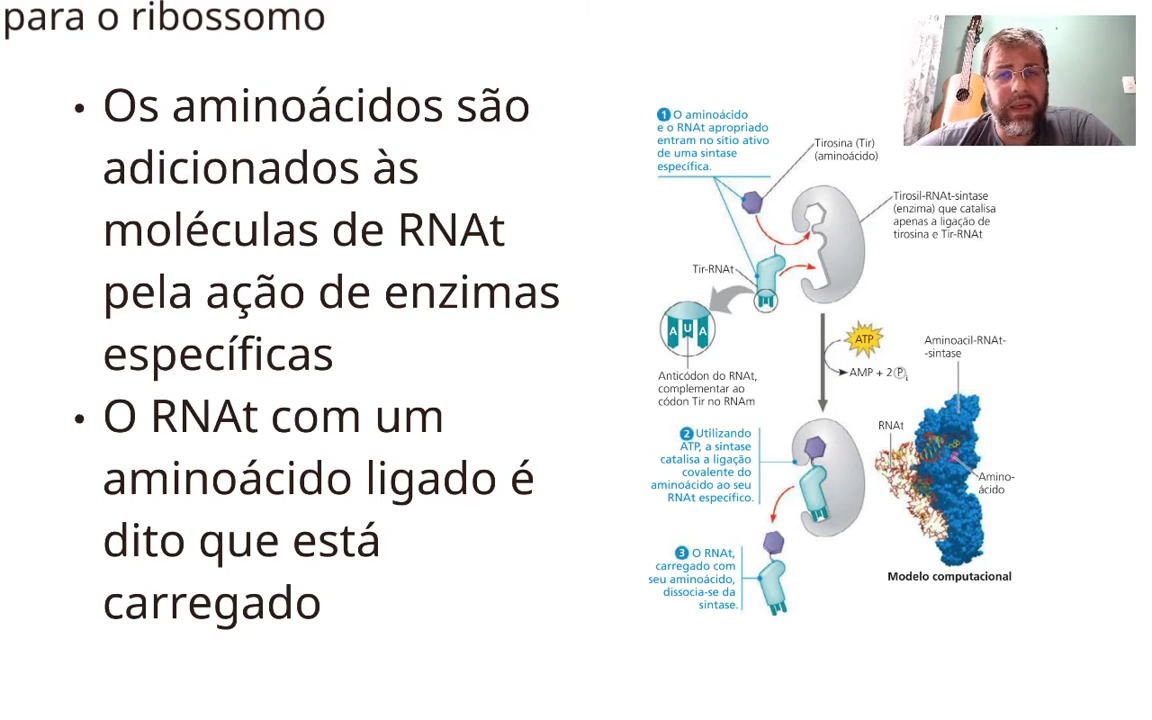 para o ribossomo
• Os aminoácidos são
adicionados às
moléculas de RNAt
pela ação de enzimas
específicas
• O RNAt com um
aminoácido ligado é
dito que está
carregado
1 O aminoácido
e o RNAt apropriado
entram no sítio ativo
de uma sintase
específica.
Tirosina (Tir)
(aminoácido)
Tirosil-RNAt-sintase
(enzima) que catalisa
apenas a ligação de
tirosina e Tir-RNAt
Tir-RNAt
A U A
Anticódon do RNAt,
complementar ao
códon Tir no RNAm
ATP
AMP + 2 Pi
Aminoacil-RNAt-
-sintase
RNAt
Amino-
ácido
Modelo computacional
2 Utilizando
ATP, a sintase
catalisa a ligação
covalente do
aminoácido ao seu
RNAt específico.
3 O RNAt,
carregado com
seu aminoácido,
dissocia-se da
sintase.